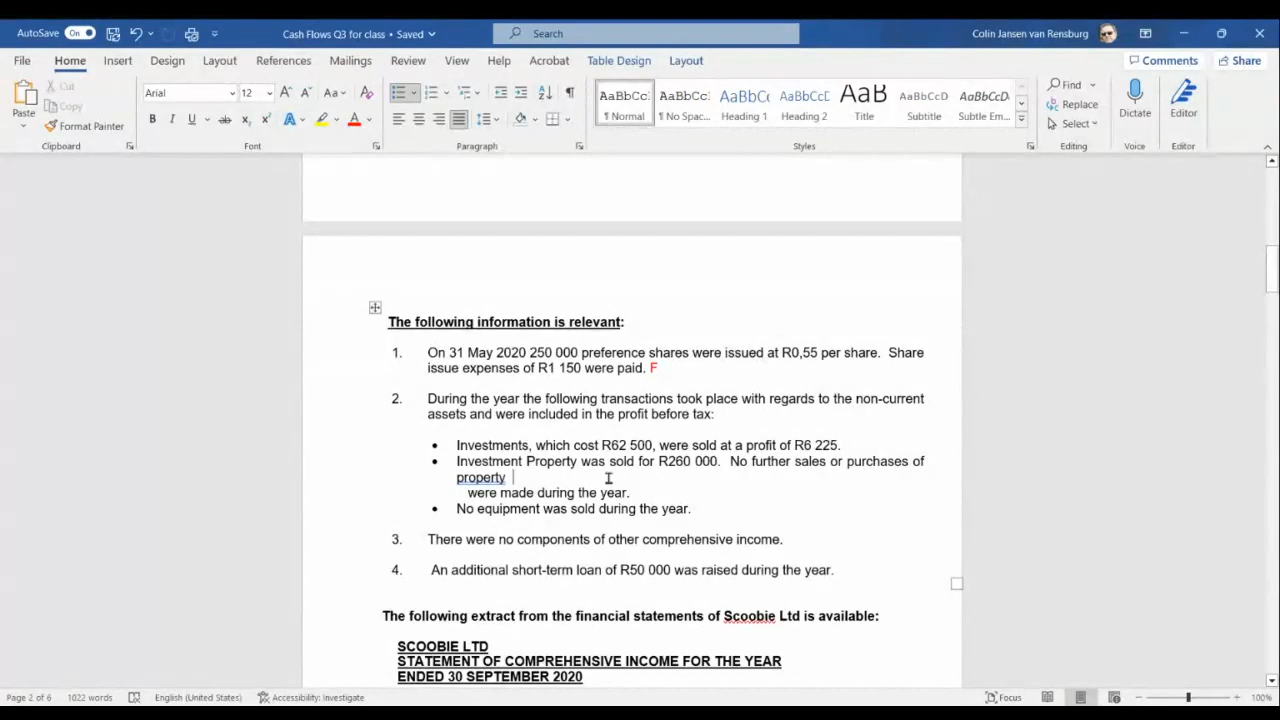 AutoSave On Cash Flows Q3 for class • Saved Search Colin Jansen van Rensburg
File Home Insert Design Layout References Mailings Review View Help Acrobat Table Design Layout Comments Share
Paste Cut Copy Format Painter
Arial 12
AaBbCc AaBbCc AaBbCc AaBbCcD AaB AaBbCcD AaBbCcD
¶ Normal ¶ No Spac... Heading 1 Heading 2 Title Subtitle Subtle Em...
Find Replace Select
Dictate Editor
Clipboard Font Paragraph Styles Editing Voice Editor
The following information is relevant:
1. On 31 May 2020 250 000 preference shares were issued at R0,55 per share. Share
issue expenses of R1 150 were paid. F
2. During the year the following transactions took place with regards to the non-current
assets and were included in the profit before tax:
• Investments, which cost R62 500, were sold at a profit of R6 225.
• Investment Property was sold for R260 000. No further sales or purchases of
property
were made during the year.
• No equipment was sold during the year.
3. There were no components of other comprehensive income.
4. An additional short-term loan of R50 000 was raised during the year.
The following extract from the financial statements of Scoobie Ltd is available:
SCOOBIE LTD
STATEMENT OF COMPREHENSIVE INCOME FOR THE YEAR
ENDED 30 SEPTEMBER 2020
Page 2 of 6 1022 words English (United States) Accessibility: Investigate Focus 100%